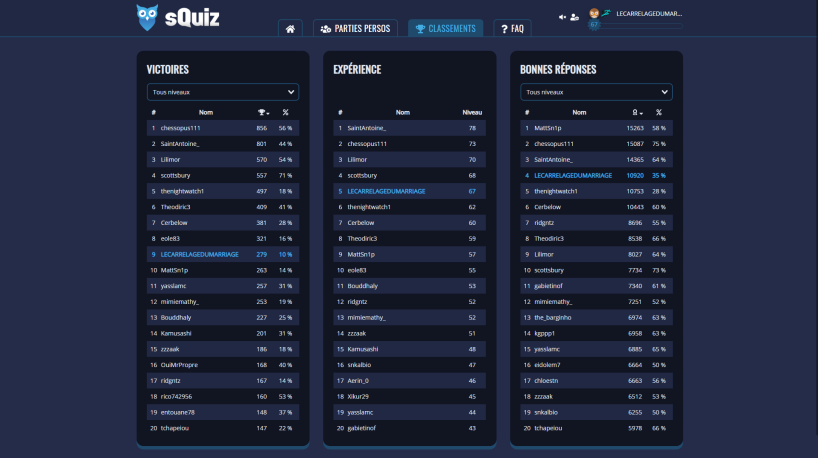 sQuiz
PARTIES PERSOS
CLASSEMENTS
? FAQ
LECARRELAGEDUMAR...
67
VICTOIRES
Tous niveaux
# Nom %
1 chessopus111 856 56 %
2 SaintAntoine_ 801 44 %
3 Lilimor 570 54 %
4 scottsbury 557 71 %
5 thenightwatch1 497 18 %
6 Theodiric3 409 41 %
7 Cerbelow 381 28 %
8 eole83 321 16 %
9 LECARRELAGEDUMARRIAGE 279 10 %
10 MattSn1p 263 14 %
11 yasslamc 257 31 %
12 mimiemathy_ 253 19 %
13 Bouddhaly 227 25 %
14 Kamusashi 201 31 %
15 zzzaak 186 18 %
16 OuiMrPropre 168 40 %
17 ridgntz 167 14 %
18 rico742956 160 53 %
19 entouane78 148 37 %
20 tchapeiou 147 22 %
EXPÉRIENCE
# Nom Niveau
1 SaintAntoine_ 78
2 chessopus111 73
3 Lilimor 70
4 scottsbury 68
5 LECARRELAGEDUMARRIAGE 67
6 thenightwatch1 62
7 Cerbelow 60
8 Theodiric3 59
9 MattSn1p 57
10 eole83 55
11 Bouddhaly 53
12 ridgntz 52
13 mimiemathy_ 52
14 zzzaak 51
15 Kamusashi 48
16 snkalbio 47
17 Aerin_0 46
18 Xikur29 45
19 yasslamc 44
20 gabietinof 43
BONNES RÉPONSES
Tous niveaux
# Nom %
1 MattSn1p 15263 58 %
2 chessopus111 15087 75 %
3 SaintAntoine_ 14365 64 %
4 LECARRELAGEDUMARRIAGE 10920 35 %
5 thenightwatch1 10753 28 %
6 Cerbelow 10443 60 %
7 ridgntz 8696 55 %
8 Theodiric3 8538 66 %
9 Lilimor 8027 64 %
10 scottsbury 7734 73 %
11 gabietinof 7340 61 %
12 mimiemathy_ 7251 52 %
13 the_barginho 6974 63 %
14 kgppp1 6958 63 %
15 yasslamc 6885 65 %
16 eidolem7 6664 50 %
17 chloestn 6663 56 %
18 zzzaak 6512 53 %
19 snkalbio 6255 50 %
20 tchapeiou 5978 66 %